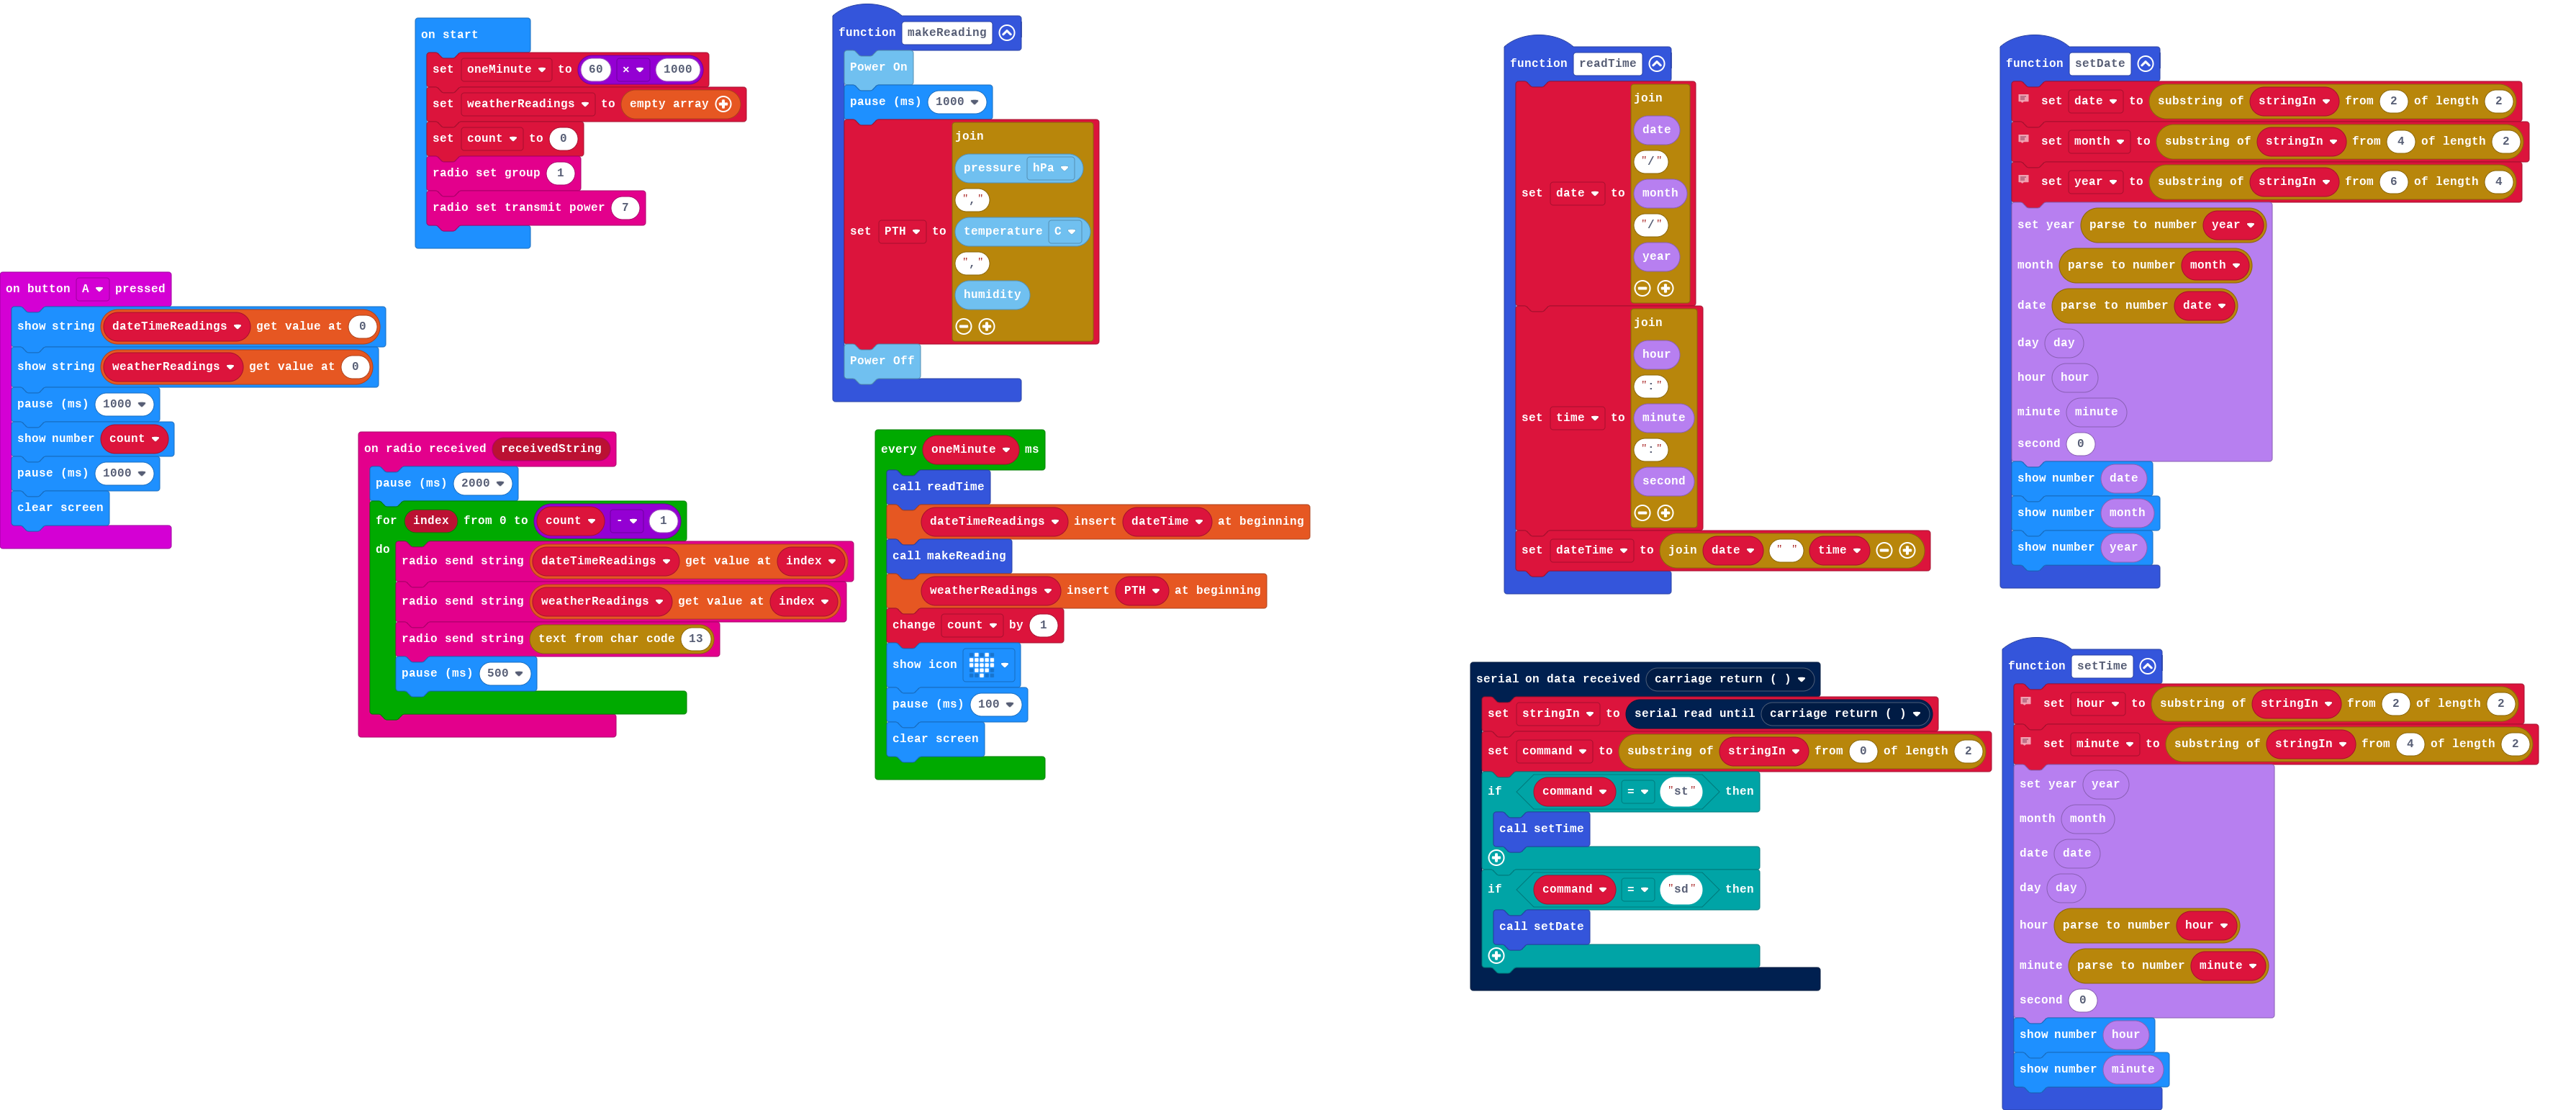 on start
set oneMinute to 60 × 1000
set weatherReadings to empty array
set count to 0
radio set group 1
radio set transmit power 7
on button A pressed
show string dateTimeReadings get value at 0
show string weatherReadings get value at 0
pause (ms) 1000
show number count
pause (ms) 1000
clear screen
function makeReading
Power On
pause (ms) 1000
set PTH to join
pressure hPa
","
temperature C
","
humidity
Power Off
on radio received receivedString
pause (ms) 2000
for index from 0 to count - 1
do
radio send string dateTimeReadings get value at index
radio send string weatherReadings get value at index
radio send string text from char code 13
pause (ms) 500
every oneMinute ms
call readTime
dateTimeReadings insert dateTime at beginning
call makeReading
weatherReadings insert PTH at beginning
change count by 1
show icon
pause (ms) 100
clear screen
function readTime
set date to join
date
"/"
month
"/"
year
set time to join
hour
":"
minute
":"
second
set dateTime to join date " " time
serial on data received carriage return ( )
set stringIn to serial read until carriage return ( )
set command to substring of stringIn from 0 of length 2
if command = "st" then
call setTime
if command = "sd" then
call setDate
function setDate
set date to substring of stringIn from 2 of length 2
set month to substring of stringIn from 4 of length 2
set year to substring of stringIn from 6 of length 4
set year parse to number year
month parse to number month
date parse to number date
day day
hour hour
minute minute
second 0
show number date
show number month
show number year
function setTime
set hour to substring of stringIn from 2 of length 2
set minute to substring of stringIn from 4 of length 2
set year year
month month
date date
day day
hour parse to number hour
minute parse to number minute
second 0
show number hour
show number minute